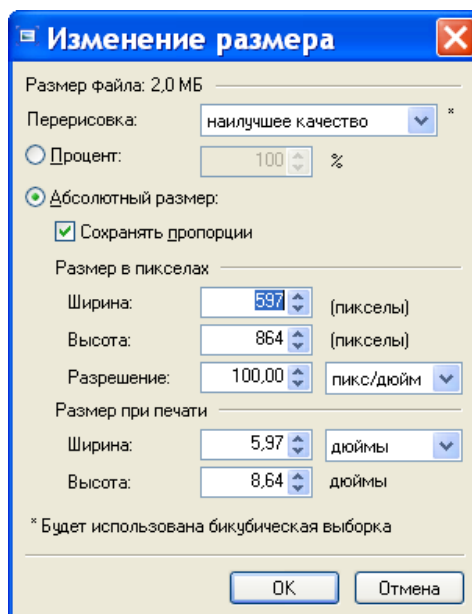 Изменение размера
Размер файла: 2,0 МБ
Перерисовка: наилучшее качество *
Процент: 100 %
Абсолютный размер:
Сохранять пропорции
Размер в пикселах
Ширина: 597 (пикселы)
Высота: 864 (пикселы)
Разрешение: 100,00 пикс/дюйм
Размер при печати
Ширина: 5,97 дюймы
Высота: 8,64 дюймы
* Будет использована бикубическая выборка
OK Отмена